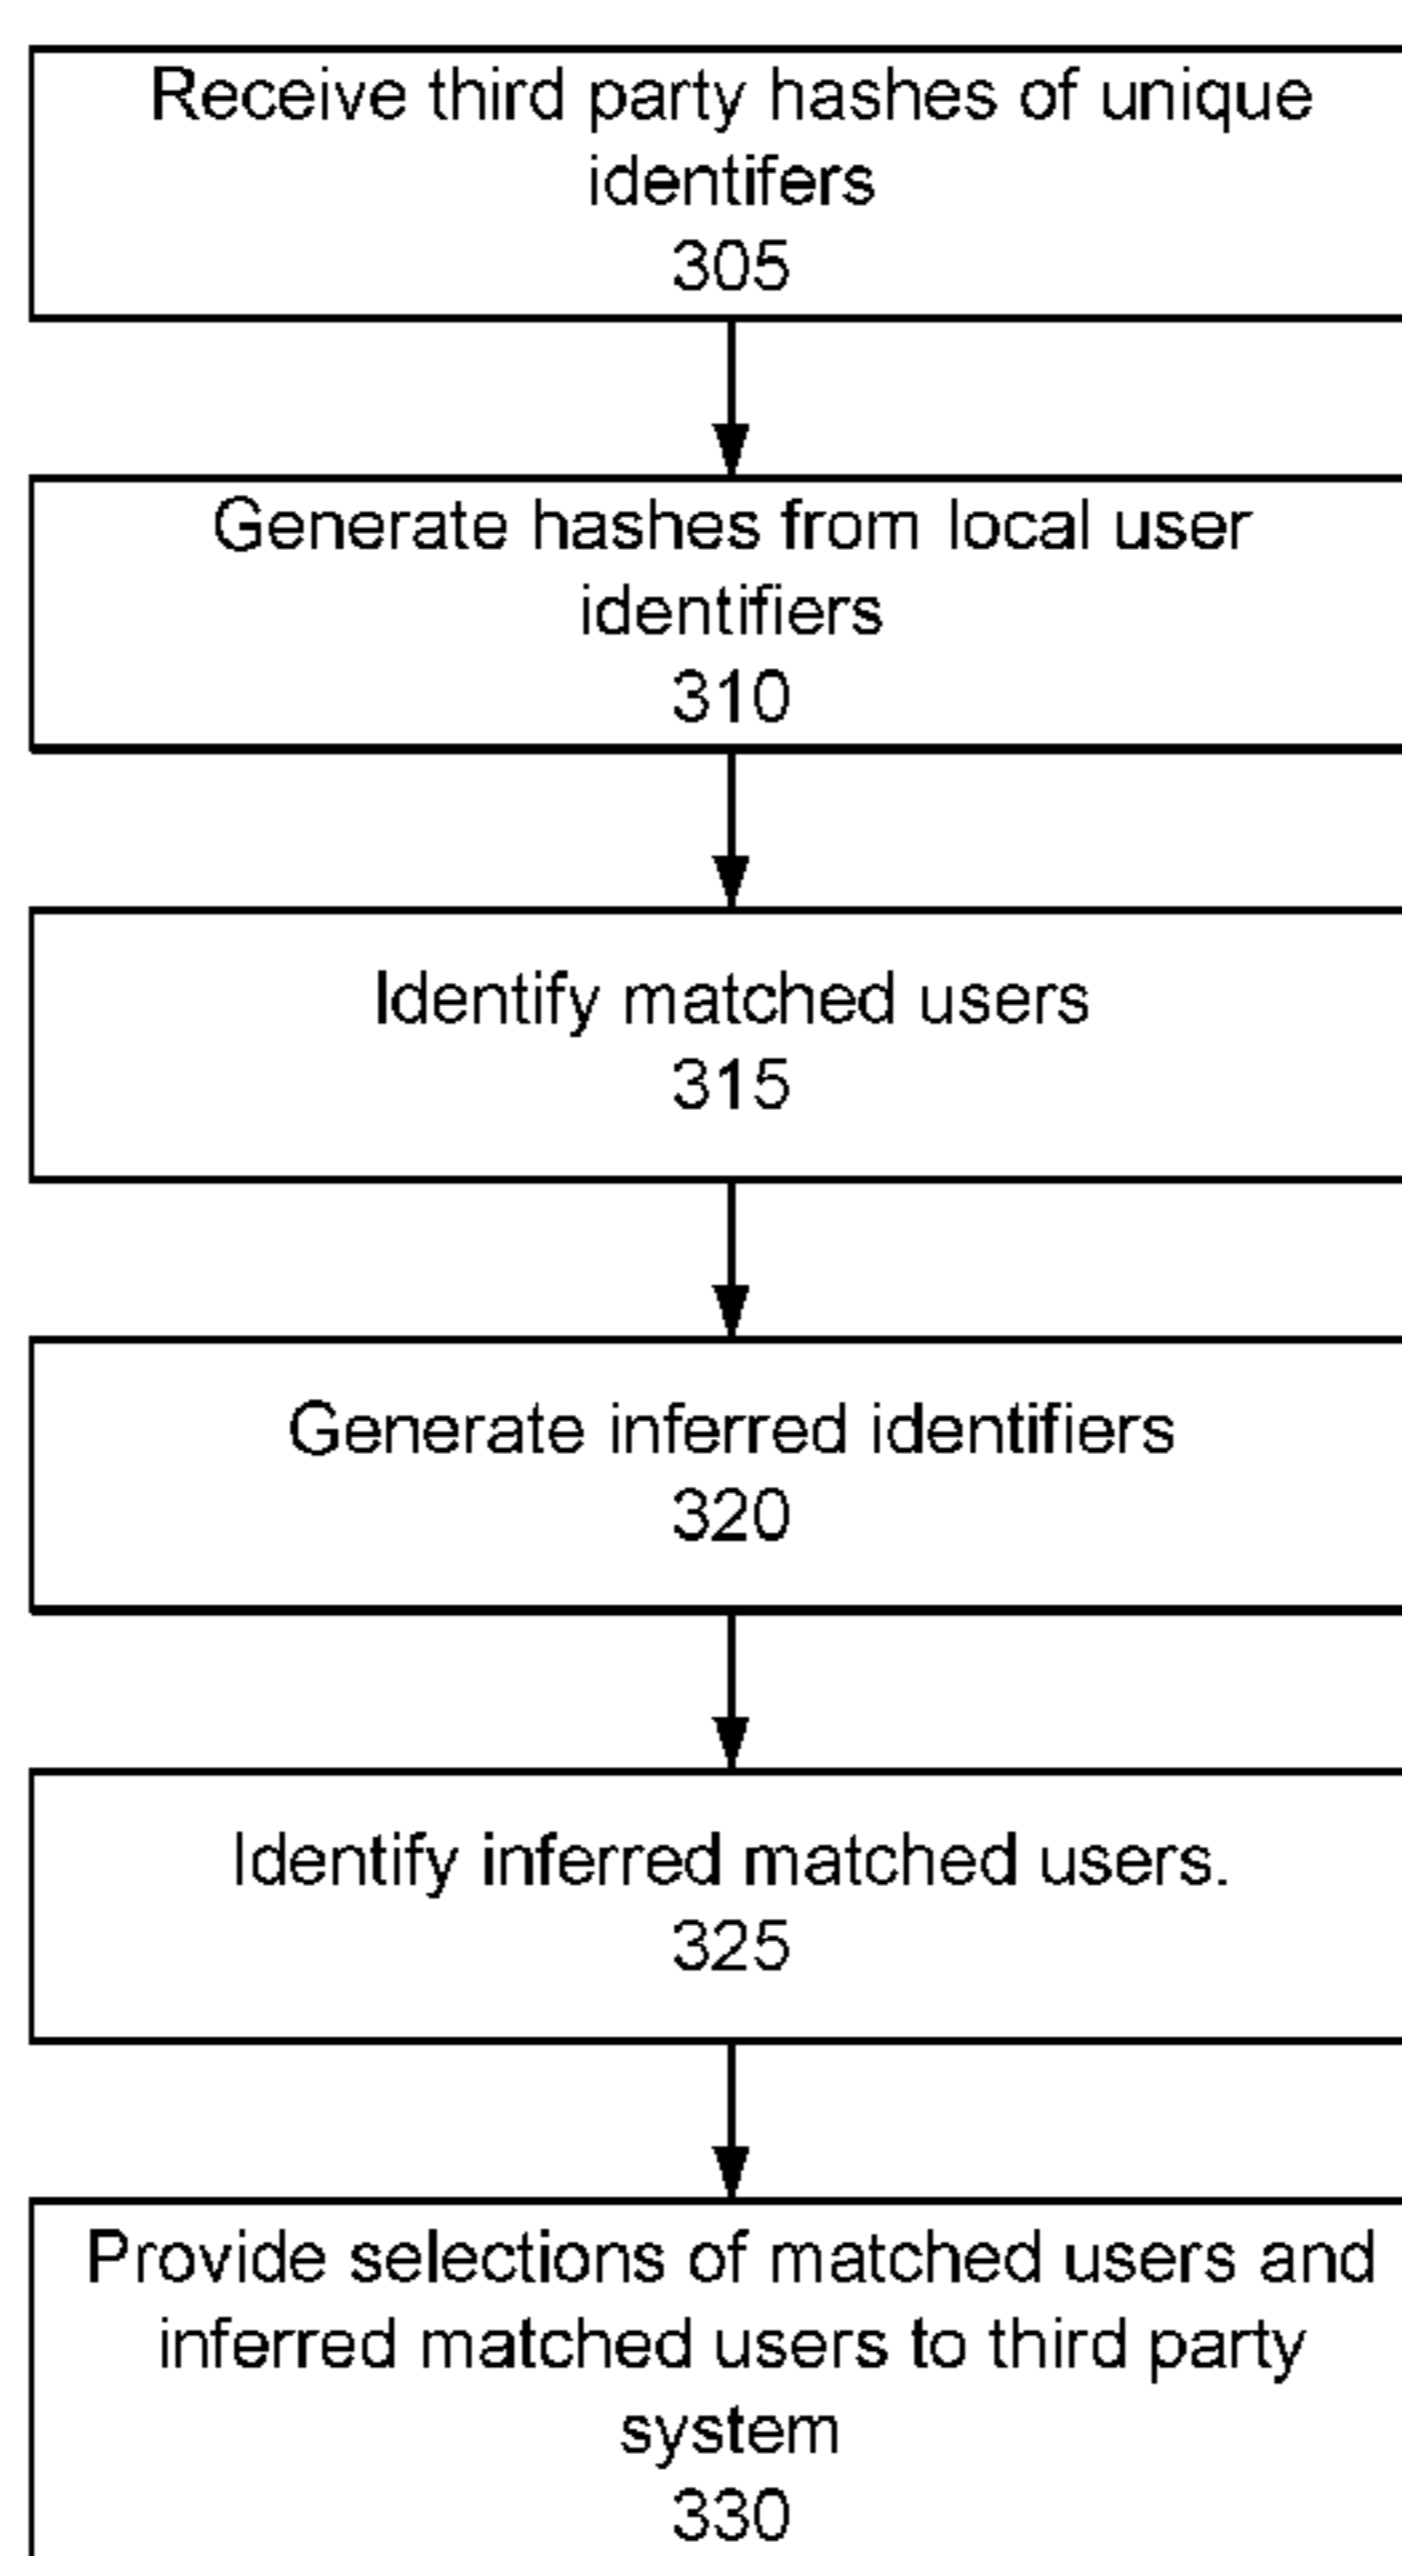 Receive third party hashes of unique
identifers
305
Generate hashes from local user
identifiers
310
Identify matched users
315
Generate inferred identifiers
320
Identify inferred matched users.
325
Provide selections of matched users and
inferred matched users to third party
system
330